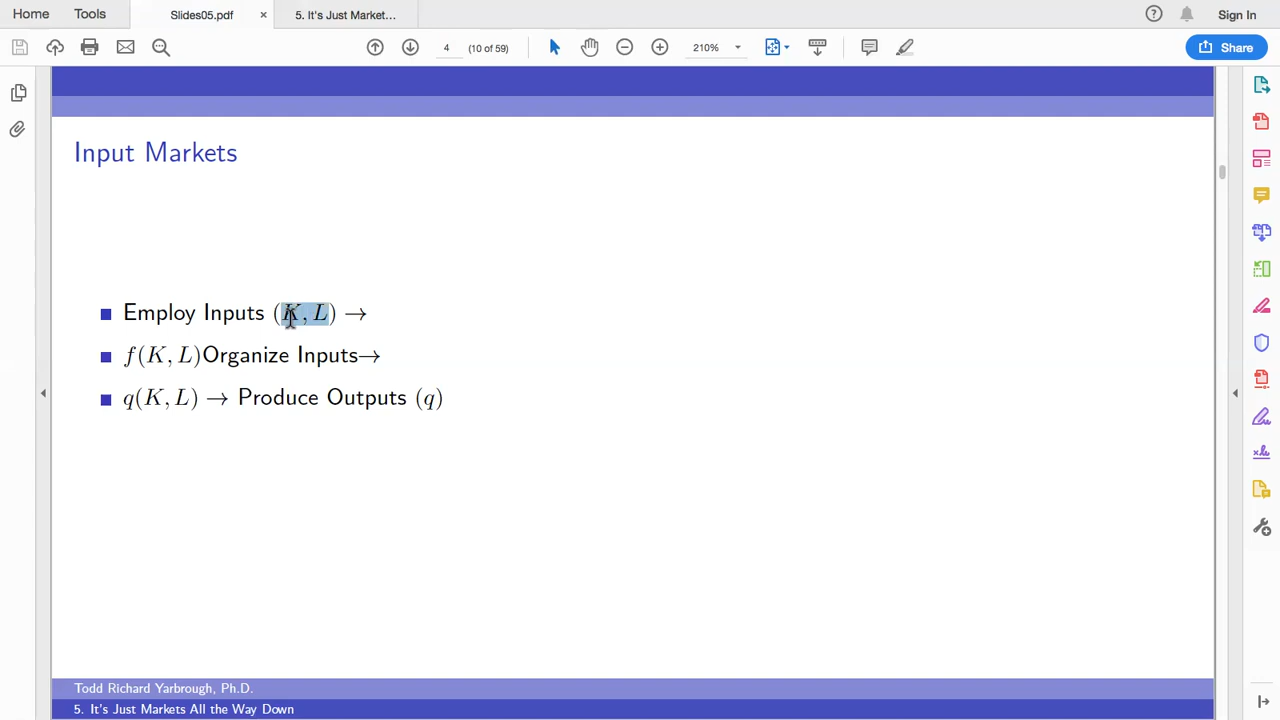 Home Tools Slides05.pdf × 5. It's Just Market... ? Sign In
4 (10 of 59) 210% Share
Input Markets
Employ Inputs (K, L) →
f(K, L)Organize Inputs→
q(K, L) → Produce Outputs (q)
Todd Richard Yarbrough, Ph.D.
5. It's Just Markets All the Way Down